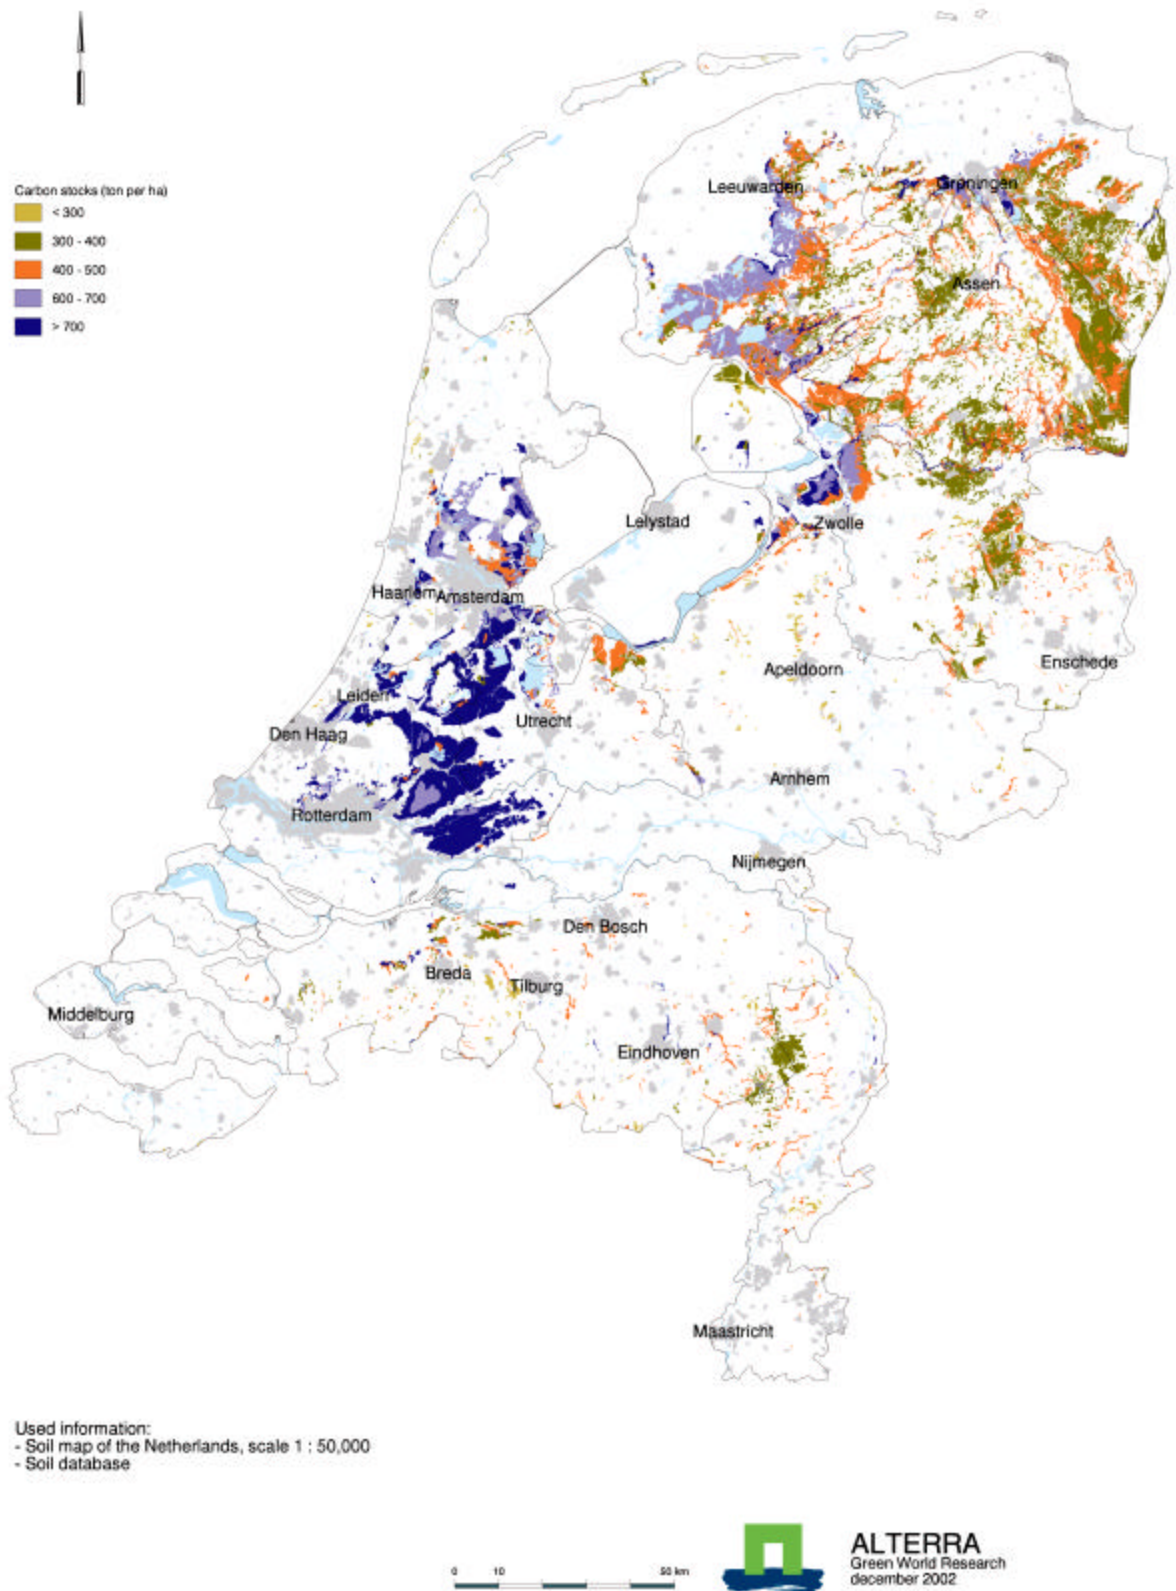 Carbon stocks (ton per ha)
< 300
300 - 400
400 - 500
600 - 700
> 700
Leeuwarden
Groningen
Assen
Lelystad
Zwolle
Haarlem
Amsterdam
Apeldoorn
Enschede
Leiden
Utrecht
Den Haag
Arnhem
Rotterdam
Nijmegen
Den Bosch
Breda
Tilburg
Middelburg
Eindhoven
Maastricht
Used information:
- Soil map of the Netherlands, scale 1 : 50,000
- Soil database
0 10 50 km
ALTERRA
Green World Research
december 2002